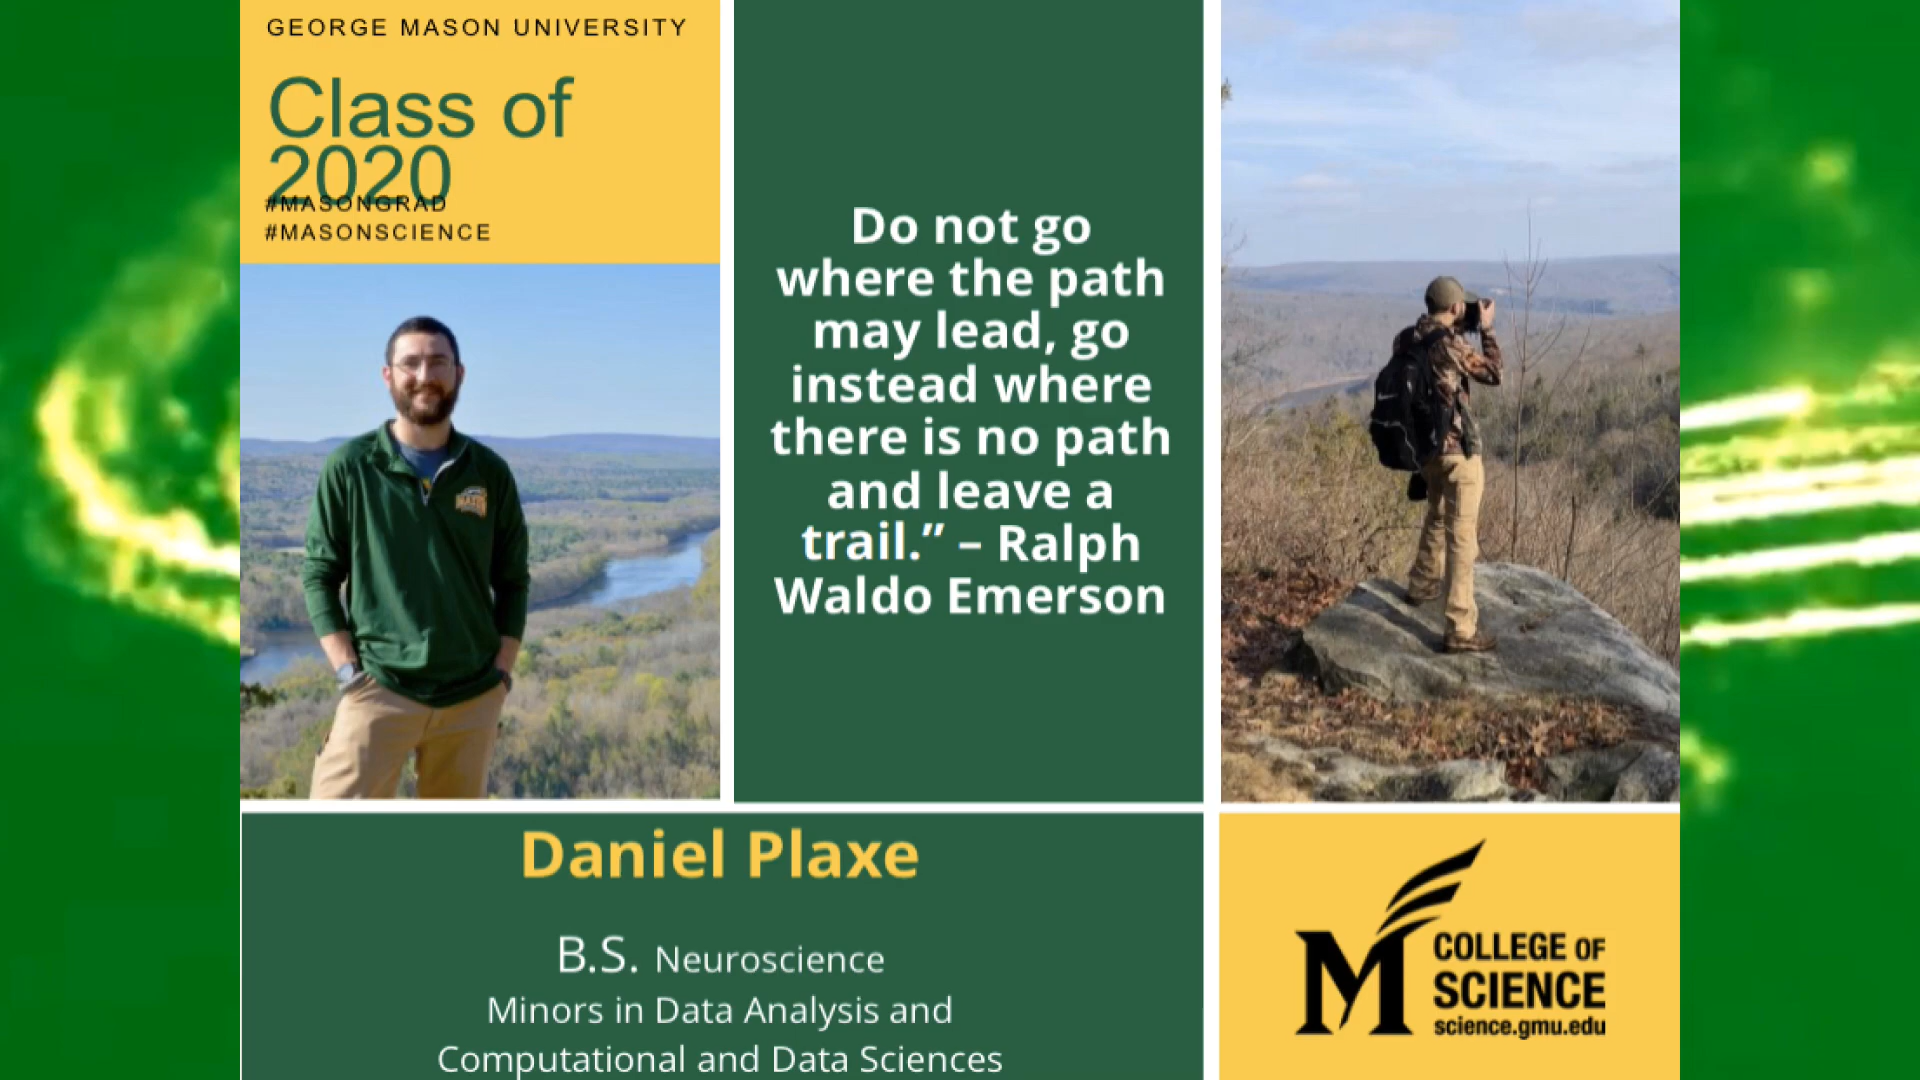 GEORGE MASON UNIVERSITY
Class of
2020
#MASONGRAD
#MASONSCIENCE
MASON
Do not go
where the path
may lead, go
instead where
there is no path
and leave a
trail.” – Ralph
Waldo Emerson
Daniel Plaxe
B.S. Neuroscience
Minors in Data Analysis and
Computational and Data Sciences
M COLLEGE OF
SCIENCE
science.gmu.edu